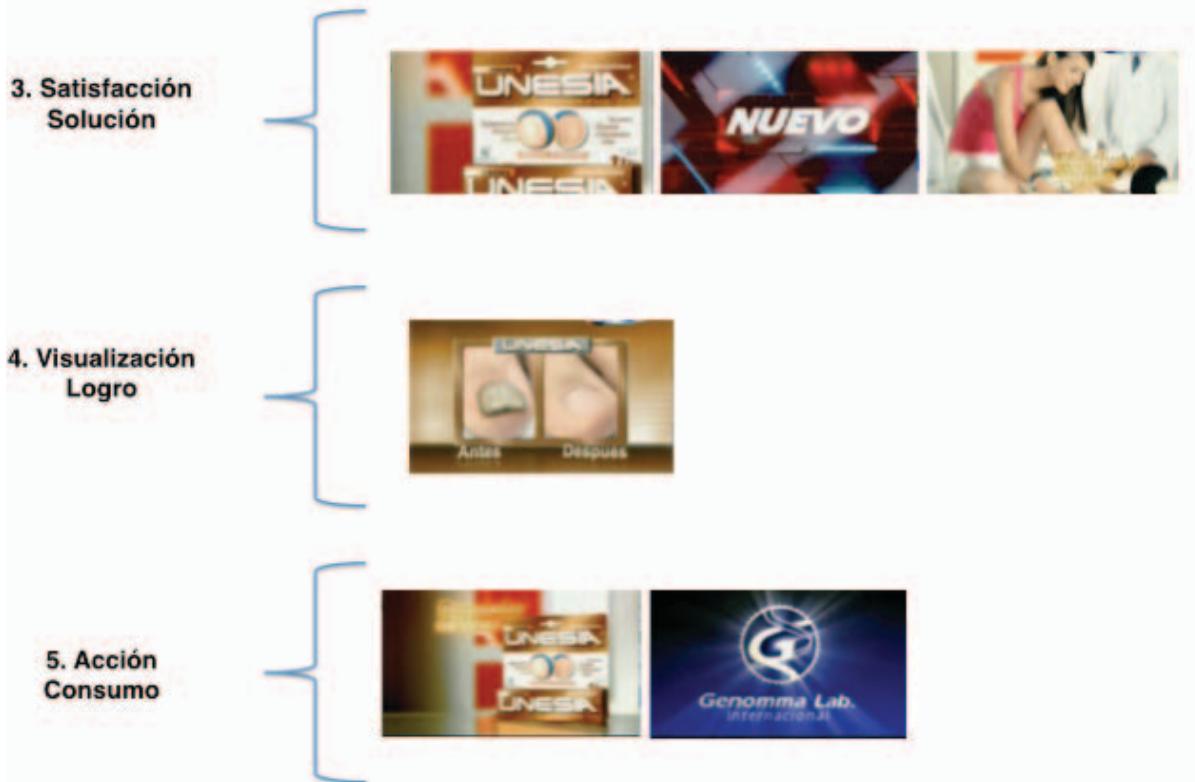 3. Satisfacción
Solución
UNESIA
UNESIA
NUEVO
4. Visualización
Logro
UNESIA
Antes
Después
5. Acción
Consumo
UNESIA
UNESIA
Genomma Lab.
internacional